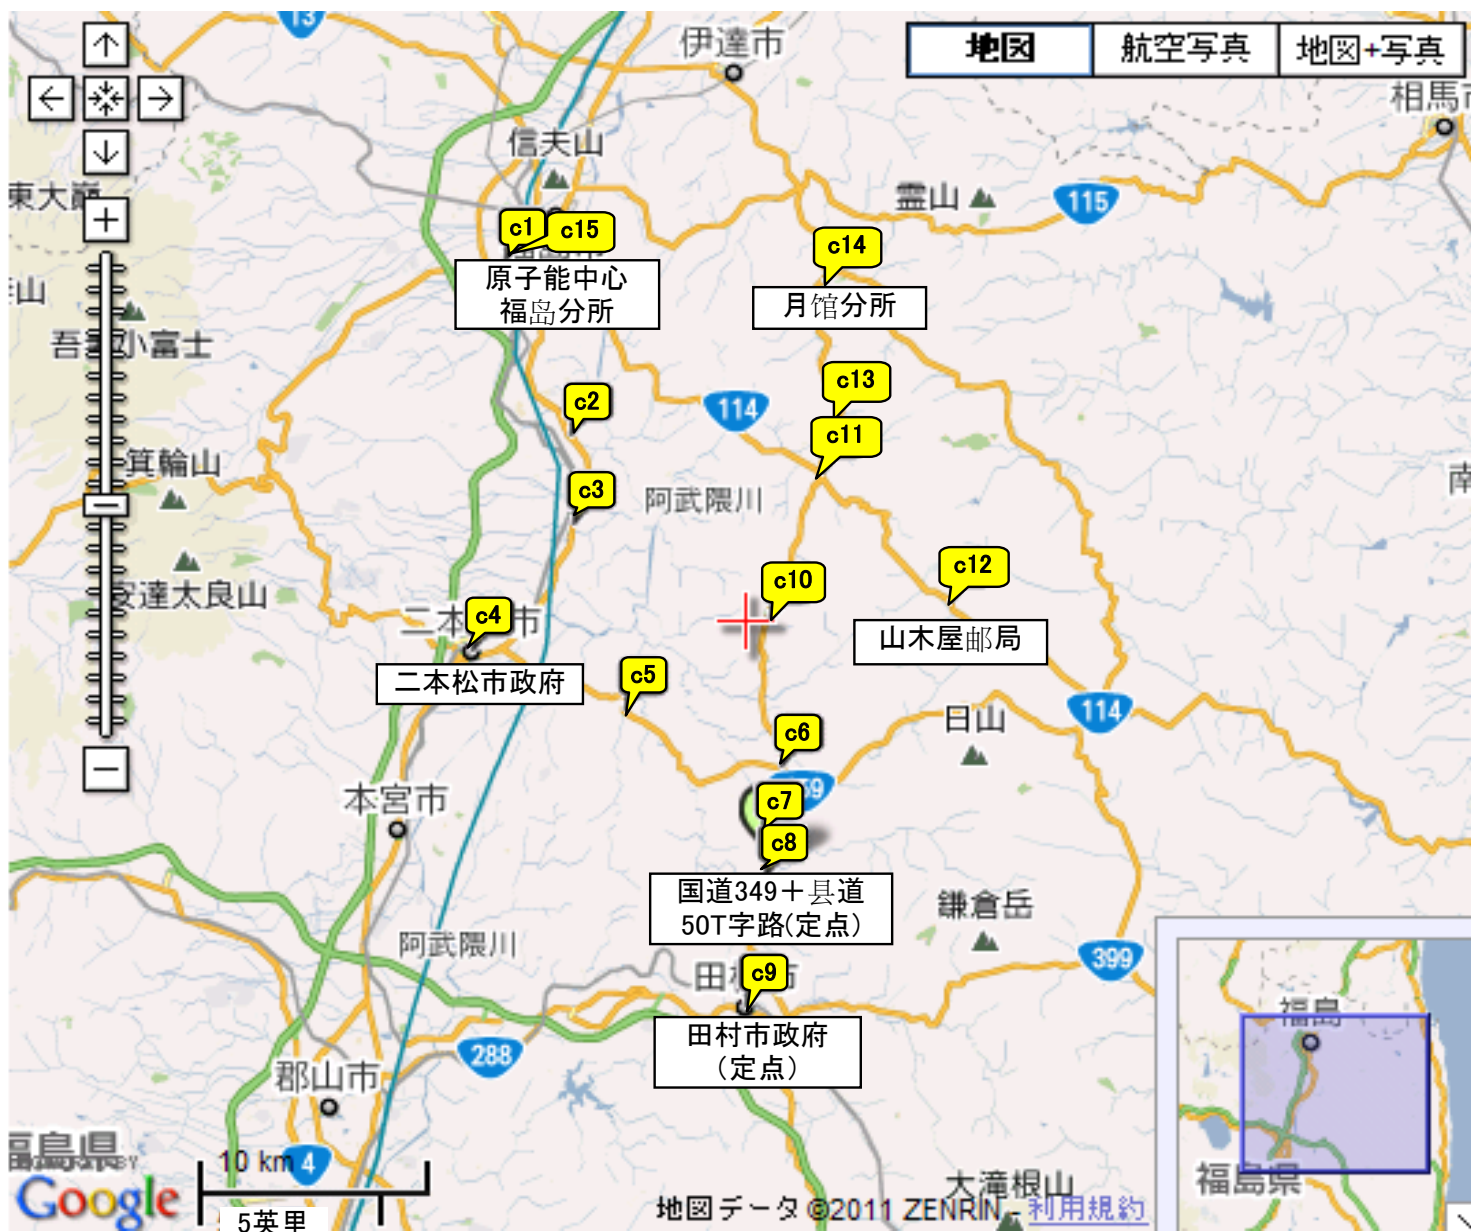 13
伊達市
地図
航空写真
地図+写真
相馬市
信夫山
東大巓
霊山
115
c1
c15
c14
原子能中心
福岛分所
月馆分所
小富士
c13
114
c2
c11
箕輪山
c3
阿武隈川
c12
c10
安達太良山
二本
市
c4
山木屋邮局
二本松市政府
c5
114
日山
c6
本宮市
59
c7
c8
国道349＋县道
50T字路(定点）
鎌倉岳
阿武隈川
399
田村市
c9
福島
田村市政府
（定点）
288
郡山市
福島県
10 km
4
Google
5英里
大滝根山
地図データ ©2011 ZENRIN - 利用規約
福島県